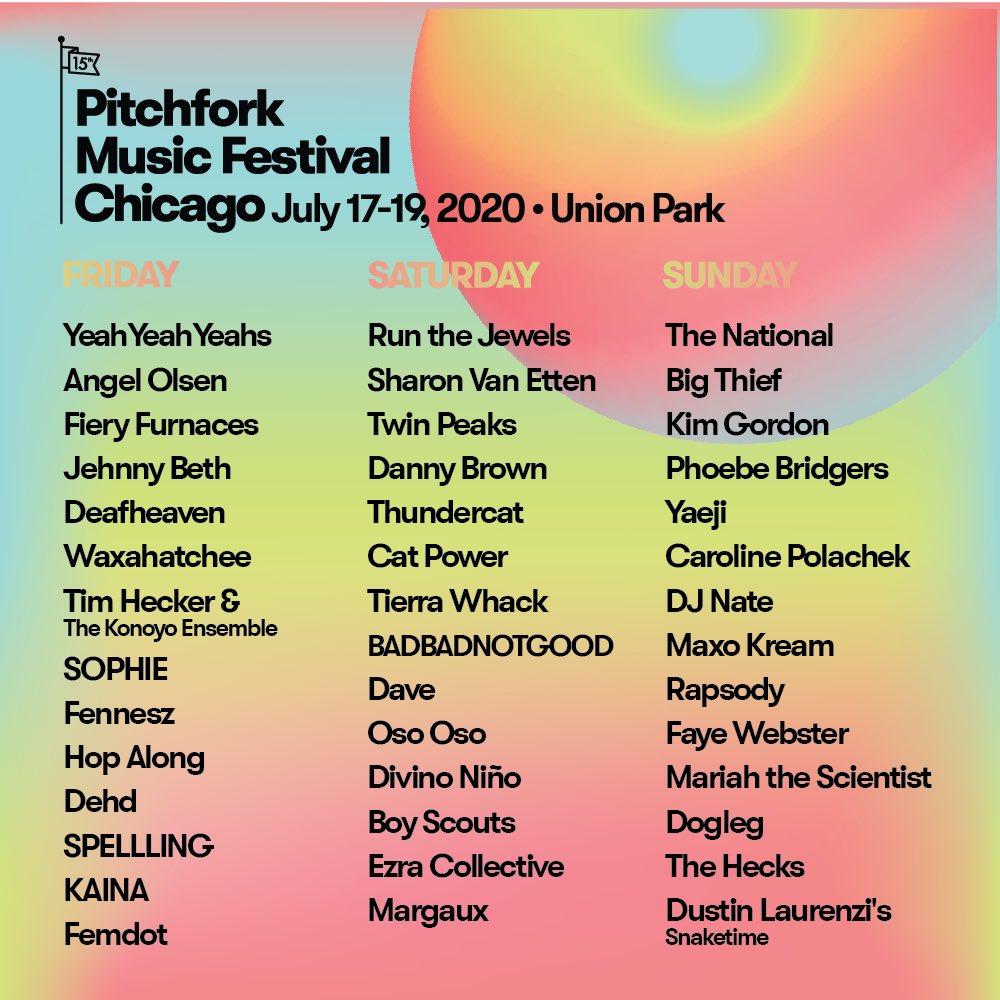 15th
Pitchfork
Music Festival
Chicago July 17-19, 2020 • Union Park
FRIDAY
Yeah Yeah Yeahs
Angel Olsen
Fiery Furnaces
Jehnny Beth
Deafheaven
Waxahatchee
Tim Hecker &
The Konoyo Ensemble
SOPHIE
Fennesz
Hop Along
Dehd
SPELLLING
KAINA
Femdot
SATURDAY
Run the Jewels
Sharon Van Etten
Twin Peaks
Danny Brown
Thundercat
Cat Power
Tierra Whack
BADBADNOTGOOD
Dave
Oso Oso
Divino Niño
Boy Scouts
Ezra Collective
Margaux
SUNDAY
The National
Big Thief
Kim Gordon
Phoebe Bridgers
Yaeji
Caroline Polachek
DJ Nate
Maxo Kream
Rapsody
Faye Webster
Mariah the Scientist
Dogleg
The Hecks
Dustin Laurenzi's
Snaketime